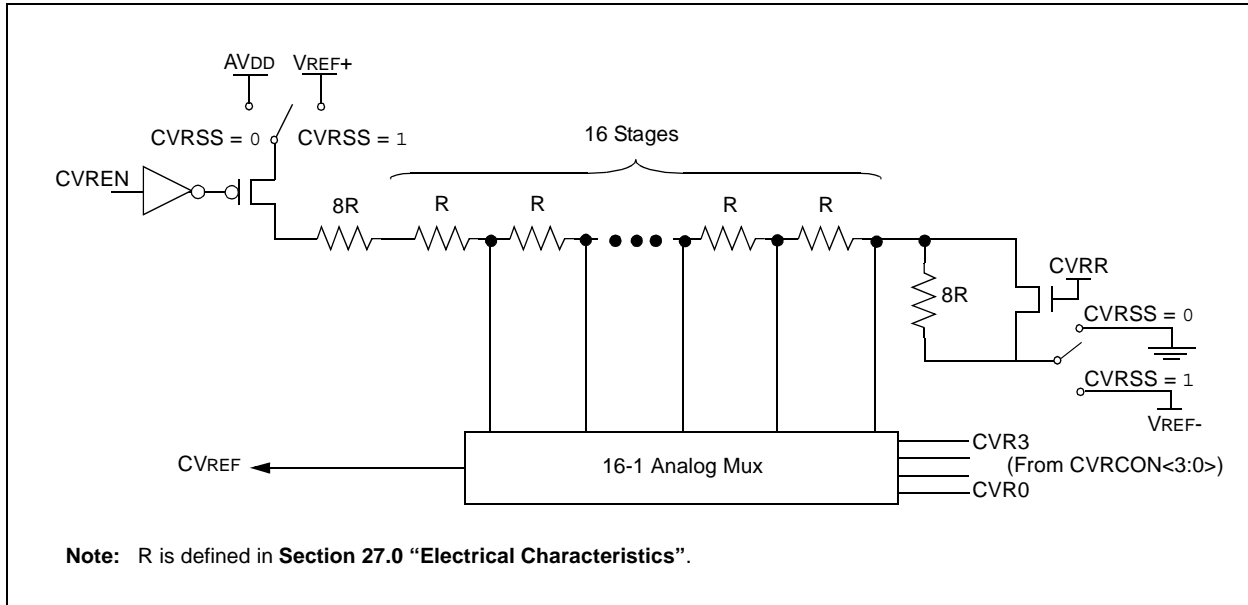 AVDD
VREF+
CVRSS = 0
CVRSS = 1
16 Stages
CVREN
8R
R
R
R
R
CVRR
8R
CVRSS = 0
CVRSS = 1
VREF-
CVREF
16-1 Analog Mux
CVR3
(From CVRCON<3:0>)
CVR0
Note: R is defined in Section 27.0 “Electrical Characteristics”.